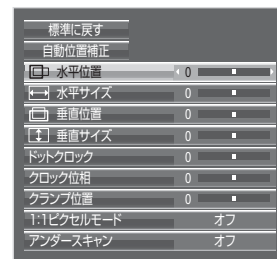 標準に戻す
自動位置補正
水平位置 0
水平サイズ 0
垂直位置 0
垂直サイズ 0
ドットクロック 0
クロック位相 0
クランプ位置 0
1:1ピクセルモード オフ
アンダースキャン オフ